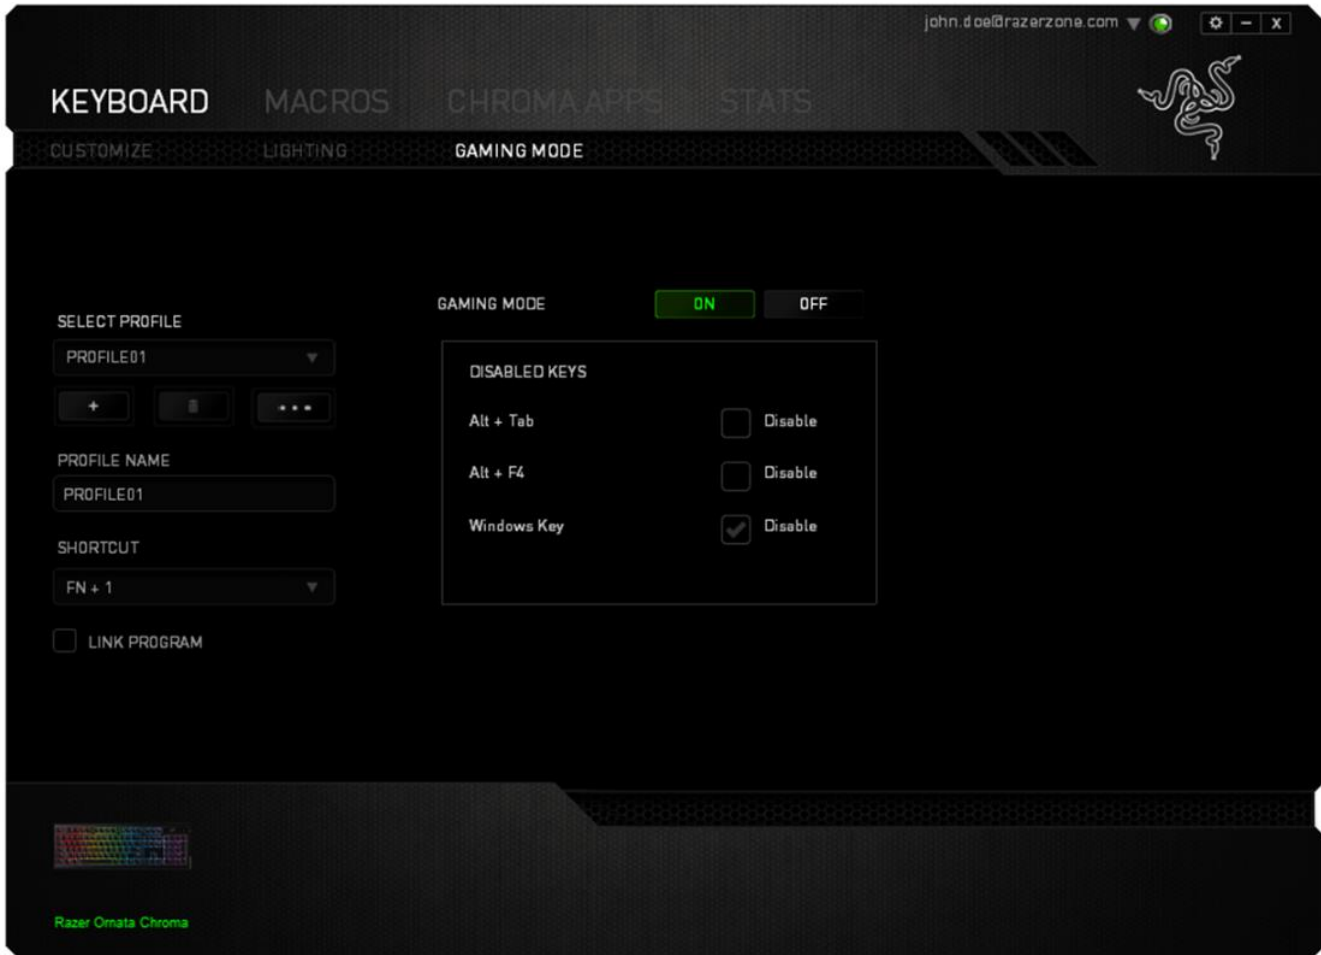 john.doe@razerzone.com
KEYBOARD MACROS CHROMA APPS STATS
CUSTOMIZE LIGHTING GAMING MODE
GAMING MODE ON OFF
SELECT PROFILE
PROFILE01
DISABLED KEYS
Alt + Tab Disable
Alt + F4 Disable
Windows Key Disable
PROFILE NAME
PROFILE01
SHORTCUT
FN + 1
LINK PROGRAM
Razer Ornata Chroma